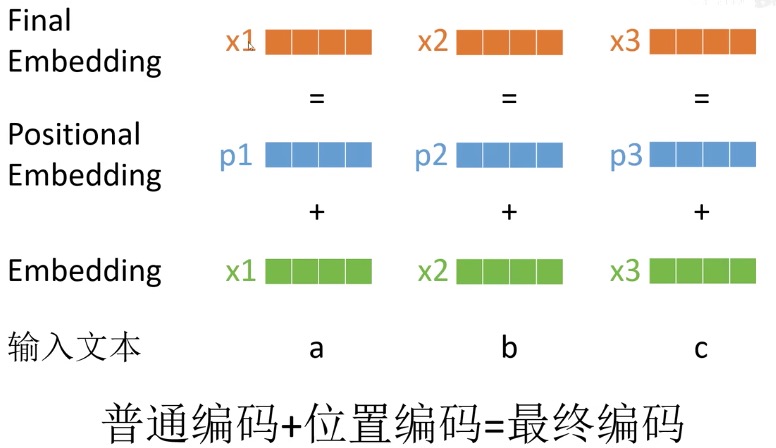 Final Embedding x1 x2 x3
= = =
Positional Embedding p1 p2 p3
+ + +
Embedding x1 x2 x3
输入文本 a b c
普通编码+位置编码=最终编码